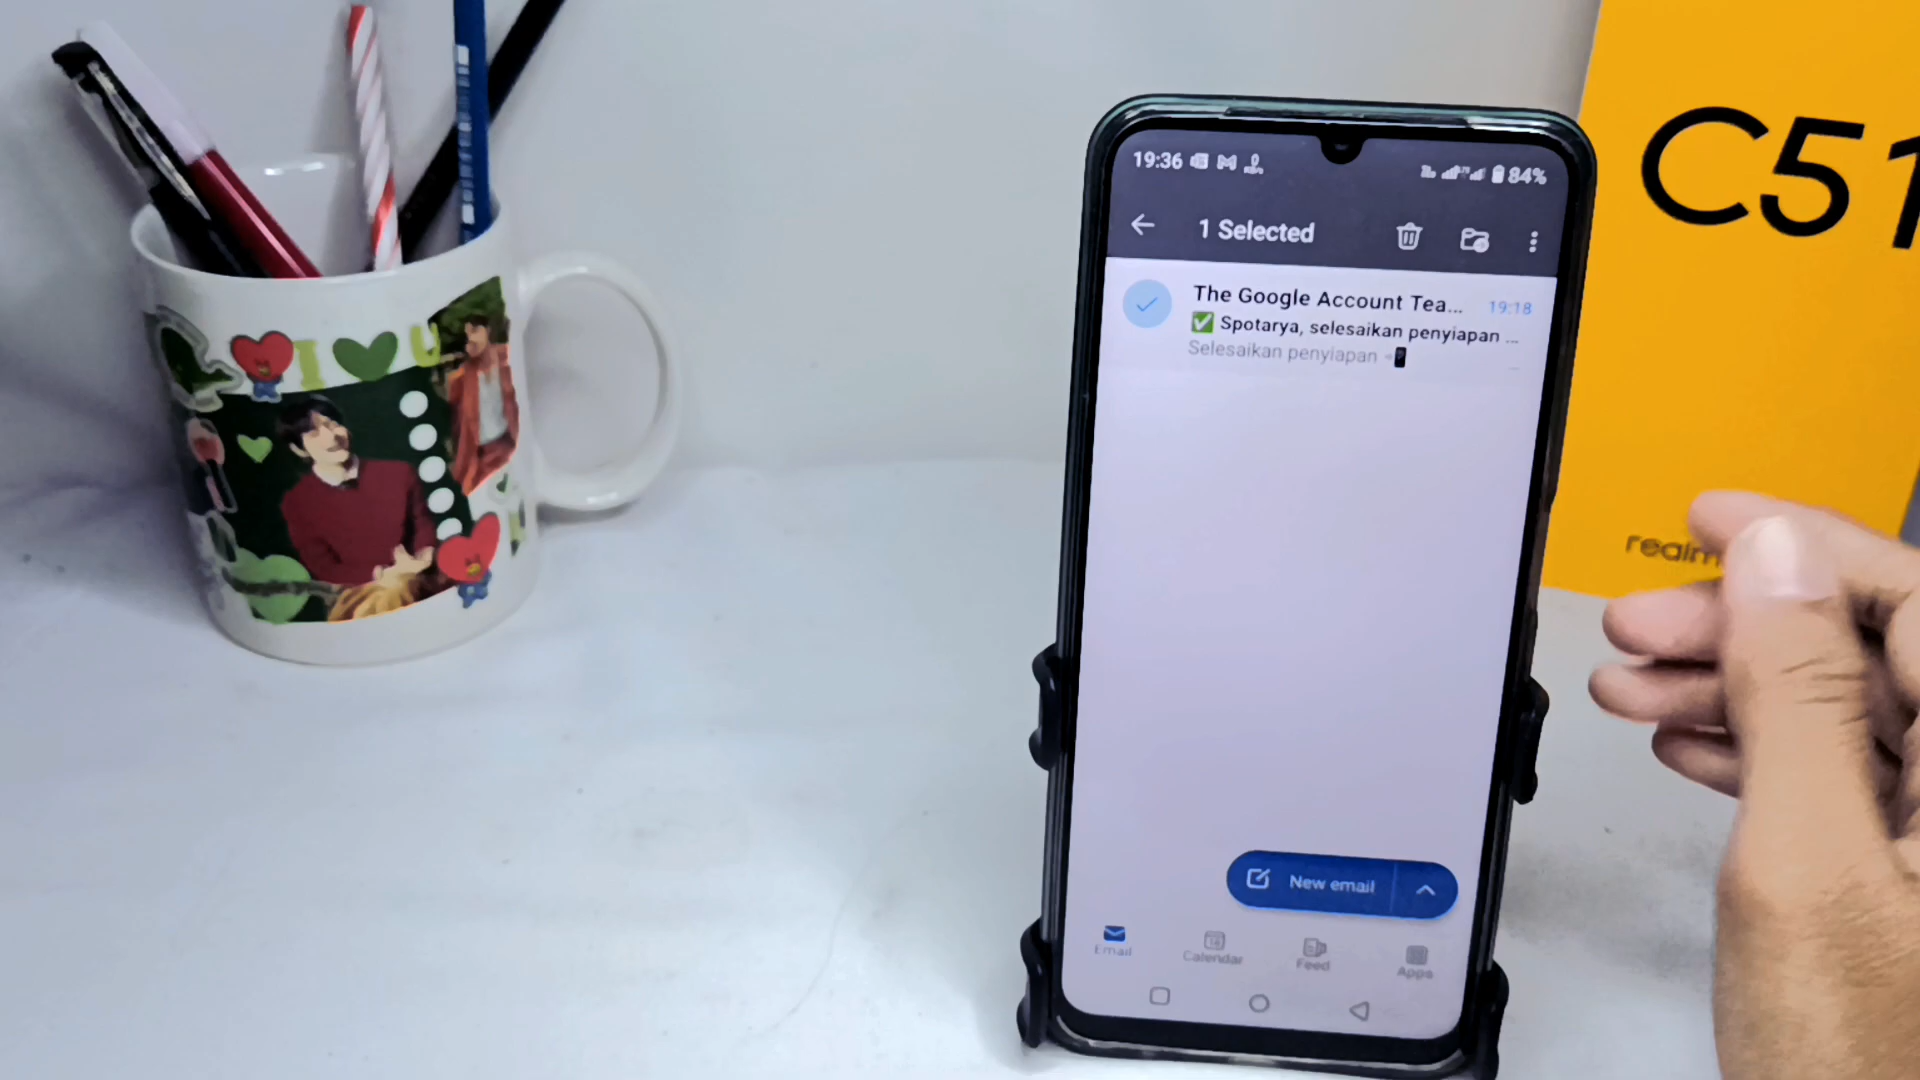 I U
C51
realm
19:36 84%
1 Selected
The Google Account Tea... 19:18
✅ Spotarya, selesaikan penyiapan ...
Selesaikan penyiapan
New email
Email Calendar Feed Apps